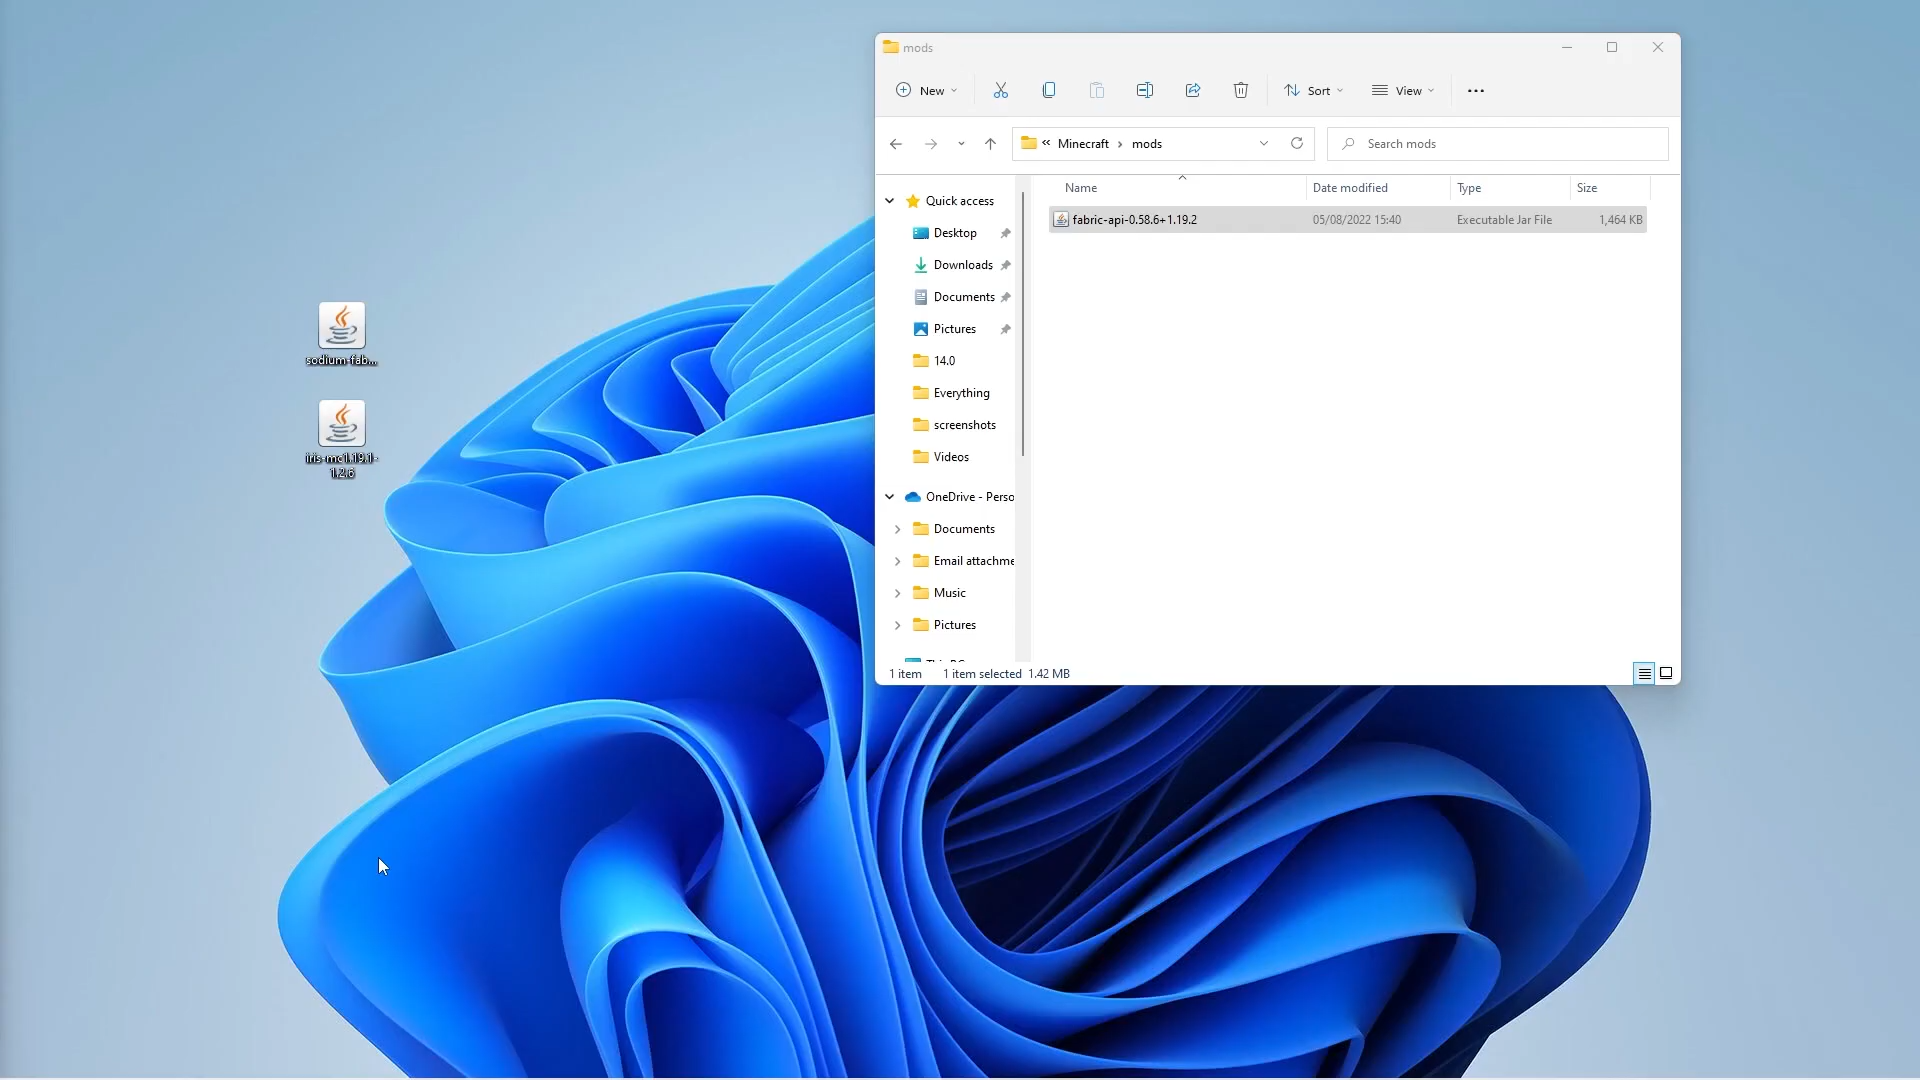 mods
New
Sort
View
Minecraft
mods
Search mods
Name
Date modified
Type
Size
Quick access
fabric-api-0.58.6+1.19.2
05/08/2022 15:40
Executable Jar File
1,464 KB
Desktop
Downloads
Documents
Pictures
14.0
Everything
screenshots
Videos
OneDrive - Perso
Documents
Email attachme
Music
Pictures
1 item
1 item selected
1.42 MB
sodium-fab...
iris-mc1.19.1-
1.2.6